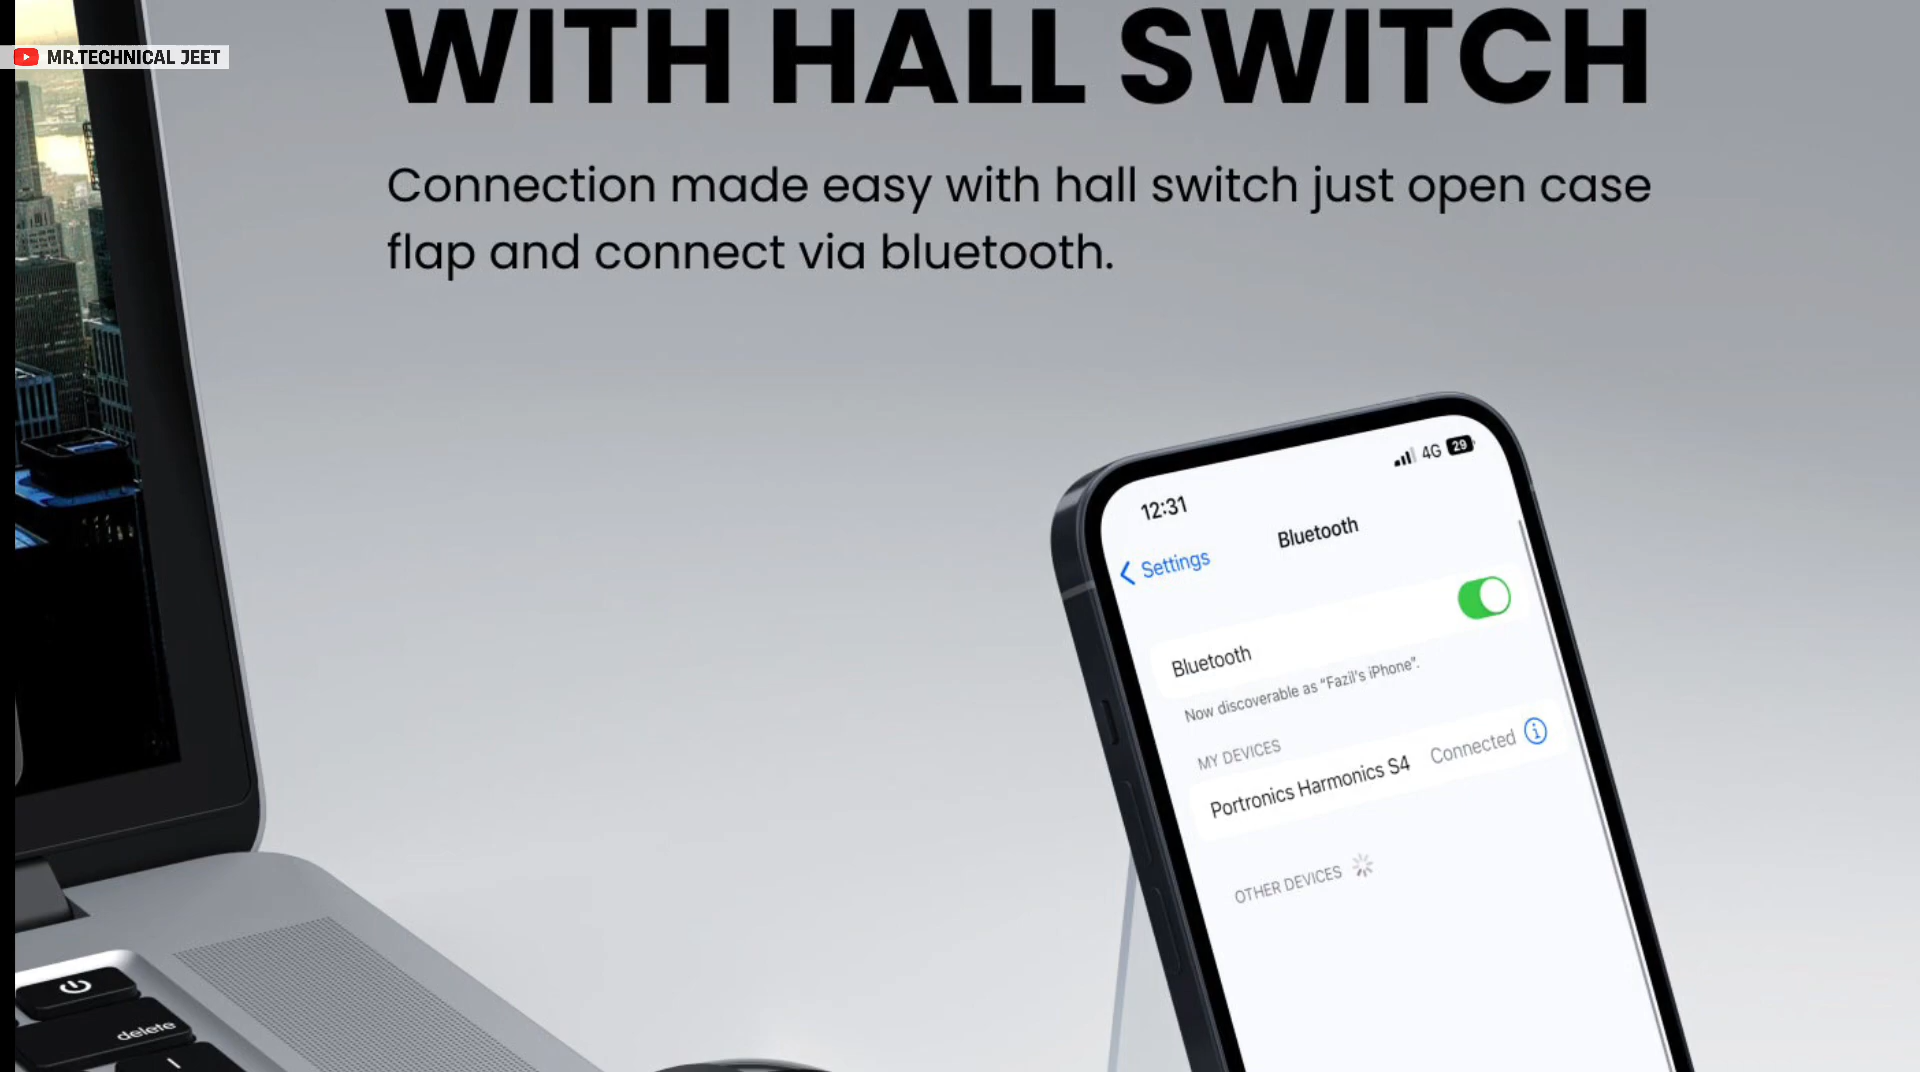 MR.TECHNICAL JEET
WITH HALL SWITCH
Connection made easy with hall switch just open case
flap and connect via bluetooth.
12:31
4G 29
Settings
Bluetooth
Bluetooth
Now discoverable as “Fazil's iPhone”.
MY DEVICES
Portronics Harmonics S4 Connected
OTHER DEVICES
delete